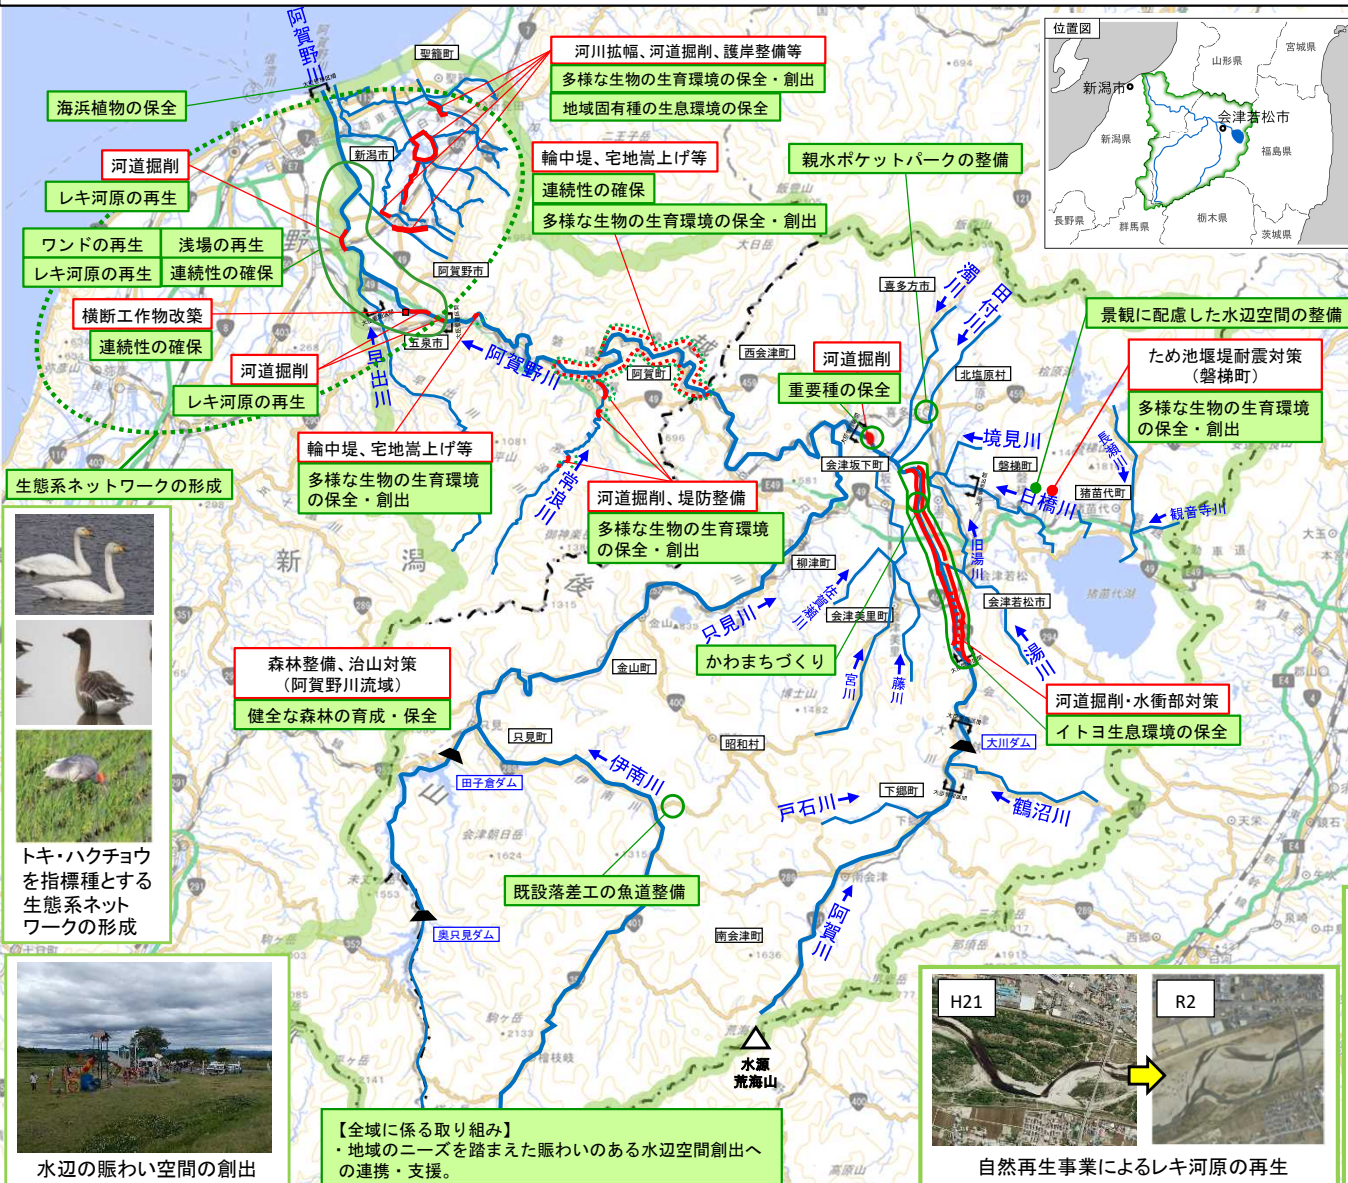 阿賀野川
聖籠町
海浜植物の保全
新潟市
河川拡幅、河道掘削、護岸整備等
多様な生物の生育環境の保全・創出
地域固有種の生息環境の保全
位置図
新潟市
会津若松市
宮城県
山形県
新潟県
福島県
長野県
群馬県
栃木県
茨城県
河道掘削
レキ河原の再生
輪中堤、宅地嵩上げ等
連続性の確保
多様な生物の生育環境の保全・創出
親水ポケットパークの整備
ワンドの再生
浅場の再生
レキ河原の再生
連続性の確保
阿賀野市
横断工作物改築
連続性の確保
五泉市
早出川
河道掘削
レキ河原の再生
阿賀野川
阿賀町
西会津町
喜多方市
濁川
田付川
北塩原村
景観に配慮した水辺空間の整備
ため池堰堤耐震対策
（磐梯町）
多様な生物の生育環境
の保全・創出
河道掘削
重要種の保全
生態系ネットワークの形成
輪中堤、宅地嵩上げ等
多様な生物の生育環境
の保全・創出
常浪川
河道掘削、堤防整備
多様な生物の生育環境
の保全・創出
会津坂下町
境見川
磐梯町
日橋川
猪苗代町
長瀬川
観音寺川
旧湯川
猪苗代湖
柳津町
佐賀瀬川
会津美里町
会津若松市
湯川
只見川
かわまちづくり
宮川
藤川
新潟
金山町
森林整備、治山対策
（阿賀野川流域）
健全な森林の育成・保全
河道掘削・水衝部対策
イトヨ生息環境の保全
只見町
昭和村
田子倉ダム
伊南川
大川ダム
下郷町
戸石川
鶴沼川
既設落差工の魚道整備
奥只見ダム
南会津町
阿賀川
水源
荒海山
トキ・ハクチョウ
を指標種とする
生態系ネット
ワークの形成
水辺の賑わい空間の創出
【全域に係る取り組み】
・地域のニーズを踏まえた賑わいのある水辺空間創出へ
の連携・支援。
H21
R2
自然再生事業によるレキ河原の再生